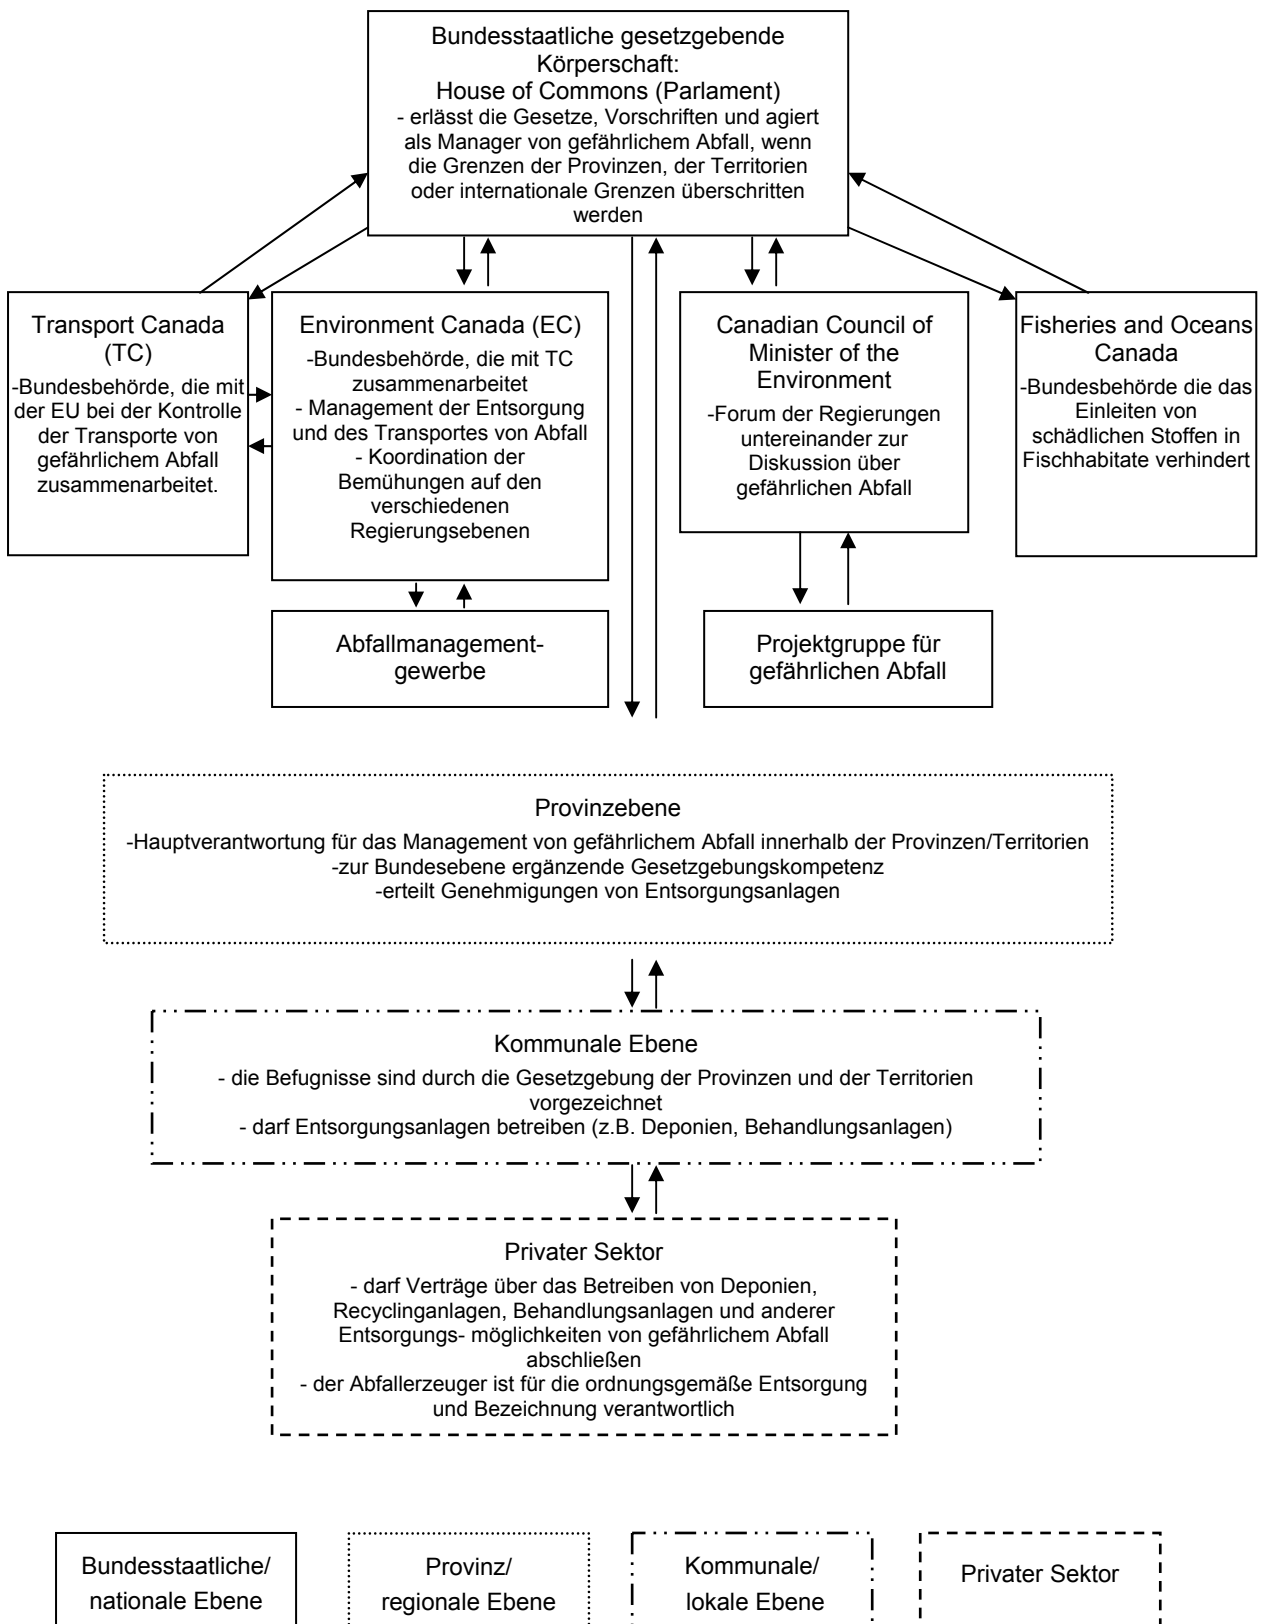 Bundesstaatliche gesetzgebende
Körperschaft:
House of Commons (Parlament)
- erlässt die Gesetze, Vorschriften und agiert
als Manager von gefährlichem Abfall, wenn
die Grenzen der Provinzen, der Territorien
oder internationale Grenzen überschritten
werden
Transport Canada
(TC)
-Bundesbehörde, die mit
der EU bei der Kontrolle
der Transporte von
gefährlichem Abfall
zusammenarbeitet.
Environment Canada (EC)
-Bundesbehörde, die mit TC
zusammenarbeitet
- Management der Entsorgung
und des Transportes von Abfall
- Koordination der
Bemühungen auf den
verschiedenen
Regierungsebenen
Canadian Council of
Minister of the
Environment
-Forum der Regierungen
untereinander zur
Diskussion über
gefährlichen Abfall
Fisheries and Oceans
Canada
-Bundesbehörde die das
Einleiten von
schädlichen Stoffen in
Fischhabitate verhindert
Abfallmanagement-
gewerbe
Projektgruppe für
gefährlichen Abfall
Provinzebene
-Hauptverantwortung für das Management von gefährlichem Abfall innerhalb der Provinzen/Territorien
-zur Bundesebene ergänzende Gesetzgebungskompetenz
-erteilt Genehmigungen von Entsorgungsanlagen
Kommunale Ebene
- die Befugnisse sind durch die Gesetzgebung der Provinzen und der Territorien
vorgezeichnet
- darf Entsorgungsanlagen betreiben (z.B. Deponien, Behandlungsanlagen)
Privater Sektor
- darf Verträge über das Betreiben von Deponien,
Recyclinganlagen, Behandlungsanlagen und anderer
Entsorgungs- möglichkeiten von gefährlichem Abfall
abschließen
- der Abfallerzeuger ist für die ordnungsgemäße Entsorgung
und Bezeichnung verantwortlich
Bundesstaatliche/
nationale Ebene
Provinz/
regionale Ebene
Kommunale/
lokale Ebene
Privater Sektor